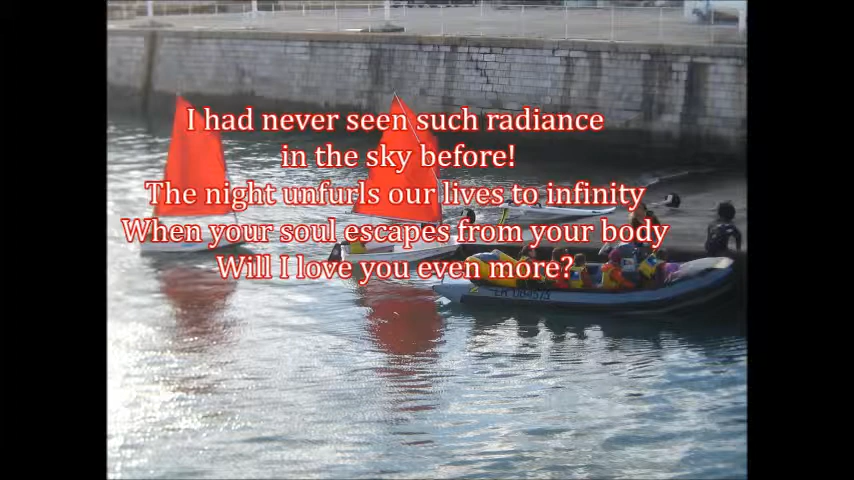 I had never seen such radiance
in the sky before!
The night unfurls our lives to infinity
When your soul escapes from your body
Will I love you even more?